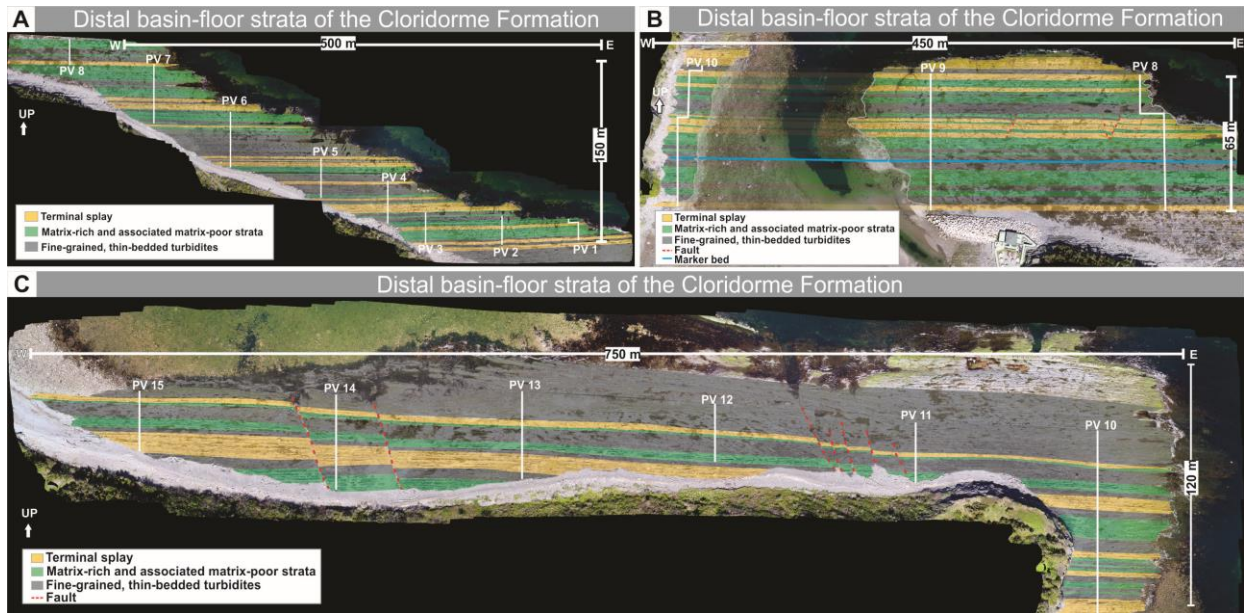 A
Distal basin-floor strata of the Cloridorme Formation
W
500 m
E
PV 8
PV 7
PV 6
PV 5
PV 4
PV 3
PV 2
PV 1
UP
150 m
Terminal splay
Matrix-rich and associated matrix-poor strata
Fine-grained, thin-bedded turbidites
B
Distal basin-floor strata of the Cloridorme Formation
W
450 m
E
PV 10
PV 9
PV 8
UP
65 m
Terminal splay
Matrix-rich and associated matrix-poor strata
Fine-grained, thin-bedded turbidites
Fault
Marker bed
C
Distal basin-floor strata of the Cloridorme Formation
W
750 m
E
PV 15
PV 14
PV 13
PV 12
PV 11
PV 10
120 m
UP
Terminal splay
Matrix-rich and associated matrix-poor strata
Fine-grained, thin-bedded turbidites
Fault